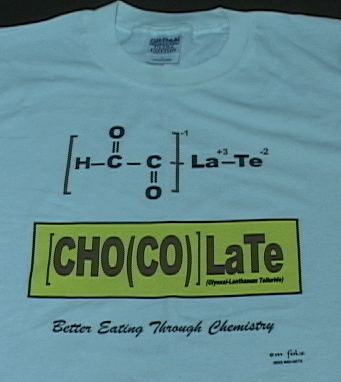 O
[H-C-C-]⁻¹ La⁺³-Te⁻²
O
[CHO(CO)]LaTe
(Glyoxal-Lanthanum Telluride)
Better Eating Through Chemistry